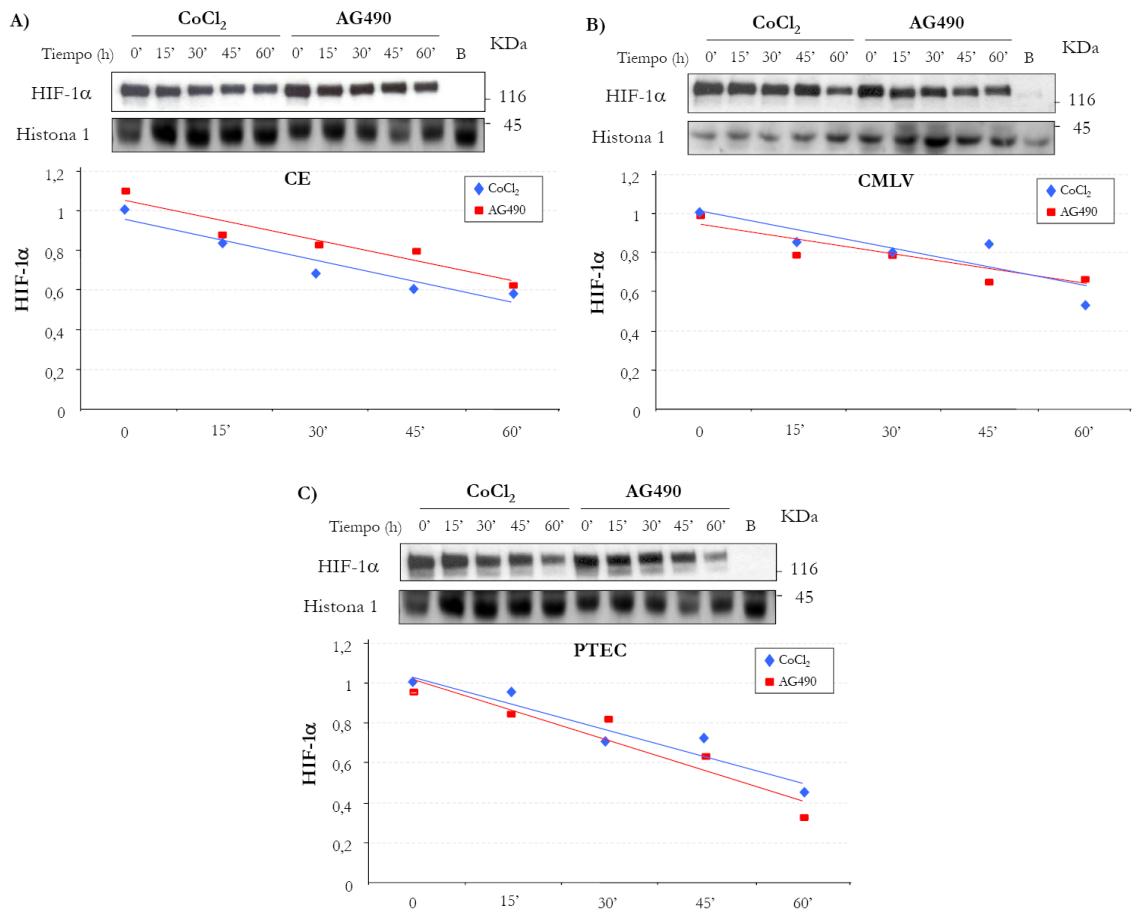 A)
CoCl₂ AG490
Tiempo (h) 0’ 15’ 30’ 45’ 60’ 0’ 15’ 30’ 45’ 60’ B KDa
HIF-1α
116
Histona 1
45
CE
CoCl₂
AG490
HIF-1α
1,2
1
0,8
0,6
0,4
0,2
0
0 15’ 30’ 45’ 60’
B)
CoCl₂ AG490
Tiempo (h) 0’ 15’ 30’ 45’ 60’ 0’ 15’ 30’ 45’ 60’ B KDa
HIF-1α
116
Histona 1
45
CMLV
CoCl₂
AG490
HIF-1α
1,2
1
0,8
0,6
0,4
0,2
0
0 15’ 30’ 45’ 60’
C)
CoCl₂ AG490
Tiempo (h) 0’ 15’ 30’ 45’ 60’ 0’ 15’ 30’ 45’ 60’ B KDa
HIF-1α
116
Histona 1
45
PTEC
CoCl₂
AG490
HIF-1α
1,2
1
0,8
0,6
0,4
0,2
0
0 15’ 30’ 45’ 60’